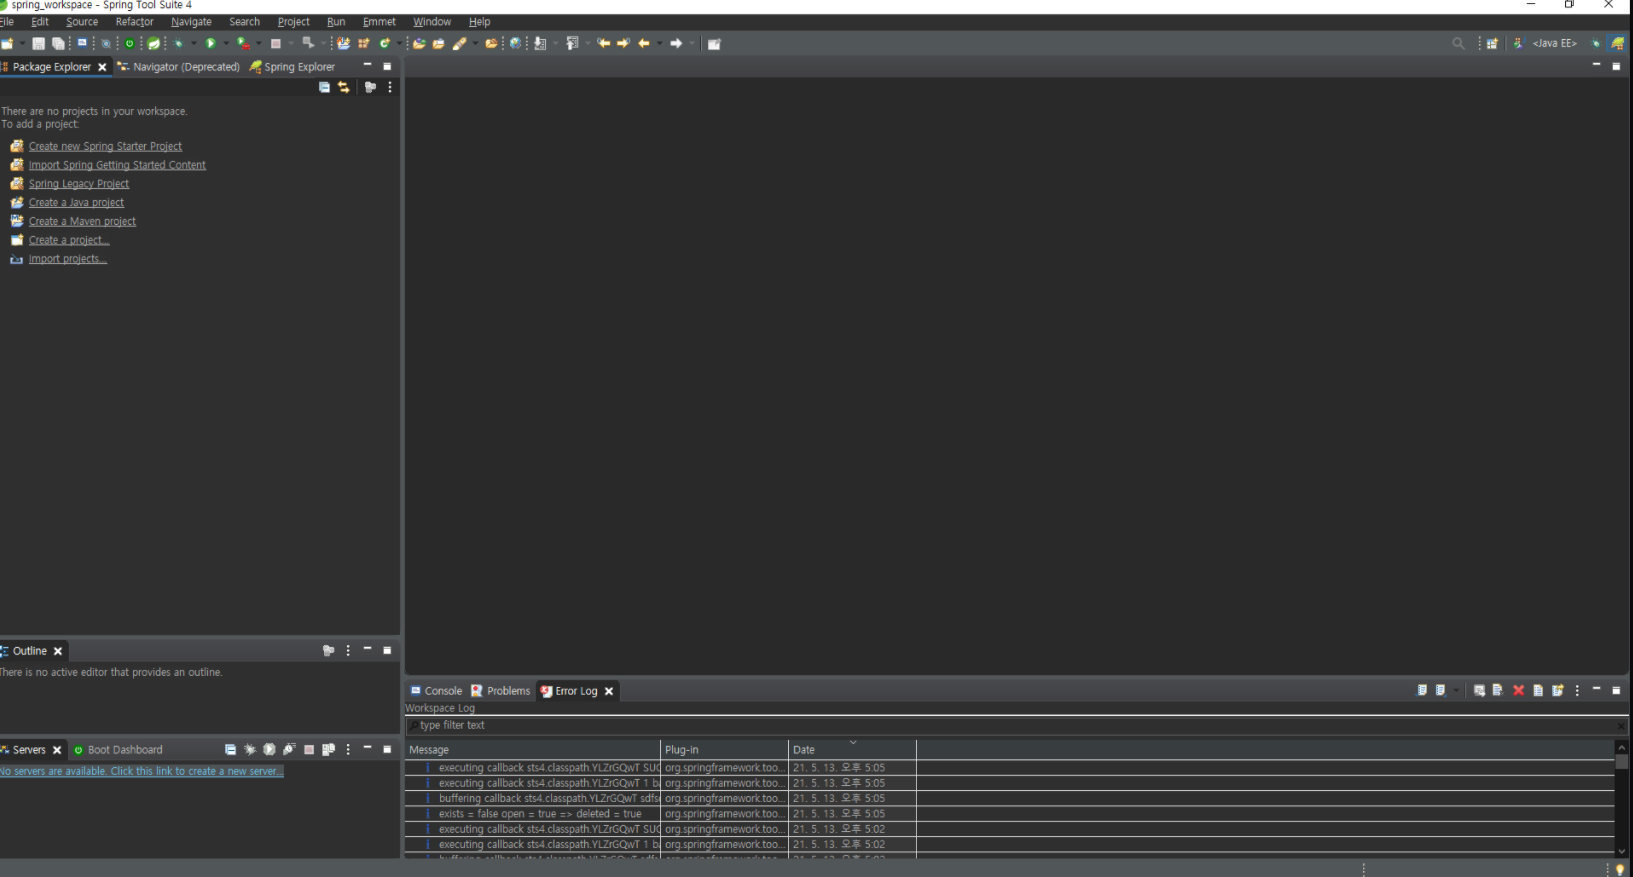 spring_workspace - Spring Tool Suite 4
File Edit Source Refactor Navigate Search Project Run Emmet Window Help
<Java EE>
Package Explorer Navigator (Deprecated) Spring Explorer
There are no projects in your workspace.
To add a project:
Create new Spring Starter Project
Import Spring Getting Started Content
Spring Legacy Project
Create a Java project
Create a Maven project
Create a project...
Import projects...
Outline
There is no active editor that provides an outline.
Servers Boot Dashboard
No servers are available. Click this link to create a new server...
Console Problems Error Log
Workspace Log
type filter text
Message Plug-in Date
executing callback sts4.classpath.YLZrGQwT SUC org.springframework.too... 21. 5. 13. 오후 5:05
executing callback sts4.classpath.YLZrGQwT 1 ba org.springframework.too... 21. 5. 13. 오후 5:05
buffering callback sts4.classpath.YLZrGQwT sdfs org.springframework.too... 21. 5. 13. 오후 5:05
exists = false open = true => deleted = true org.springframework.too... 21. 5. 13. 오후 5:05
executing callback sts4.classpath.YLZrGQwT SUC org.springframework.too... 21. 5. 13. 오후 5:02
executing callback sts4.classpath.YLZrGQwT 1 ba org.springframework.too... 21. 5. 13. 오후 5:02